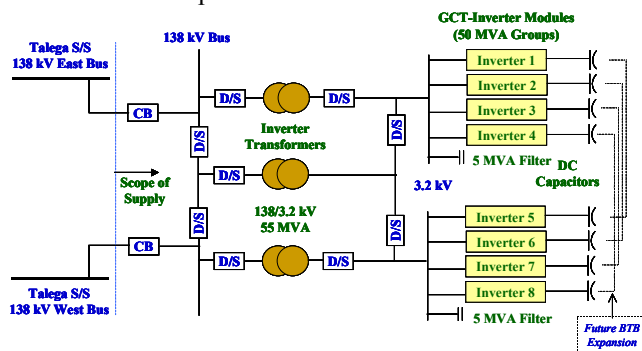 GCT-Inverter Modules
(50 MVA Groups)
138 kV Bus
Talega S/S
138 kV East Bus
Inverter 1
Inverter 2
Inverter 3
Inverter 4
D/S
D/S
CB
D/S
D/S
Inverter
Transformers
5 MVA Filter
DC
Capacitors
Scope of
Supply
D/S
3.2 kV
D/S
138/3.2 kV
55 MVA
D/S
Inverter 5
Inverter 6
Inverter 7
Inverter 8
CB
D/S
D/S
Talega S/S
138 kV West Bus
5 MVA Filter
Future BTB
Expansion